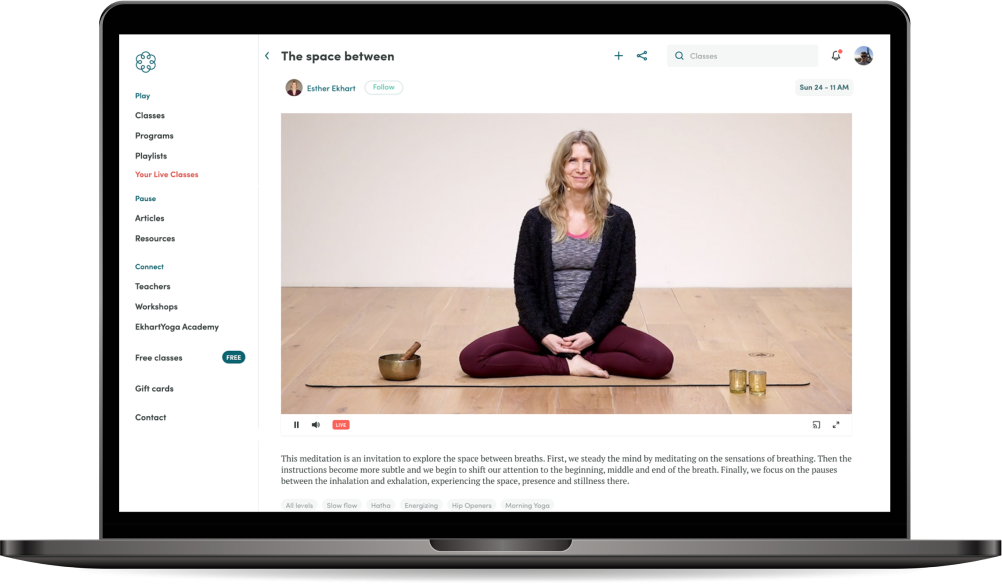 The space between
Classes
Esther Ekhart
Follow
Sun 24 - 11 AM
Play
Classes
Programs
Playlists
Your Live Classes
Pause
Articles
Resources
Connect
Teachers
Workshops
EkhartYoga Academy
Free classes FREE
Gift cards
Contact
LIVE
This meditation is an invitation to explore the space between breaths. First, we steady the mind by meditating on the sensations of breathing. Then the
instructions become more subtle and we begin to shift our attention to the beginning, middle and end of the breath. Finally, we focus on the pauses
between the inhalation and exhalation, experiencing the space, presence and stillness there.
All levels Slow flow Hatha Energizing Hip Openers Morning Yoga